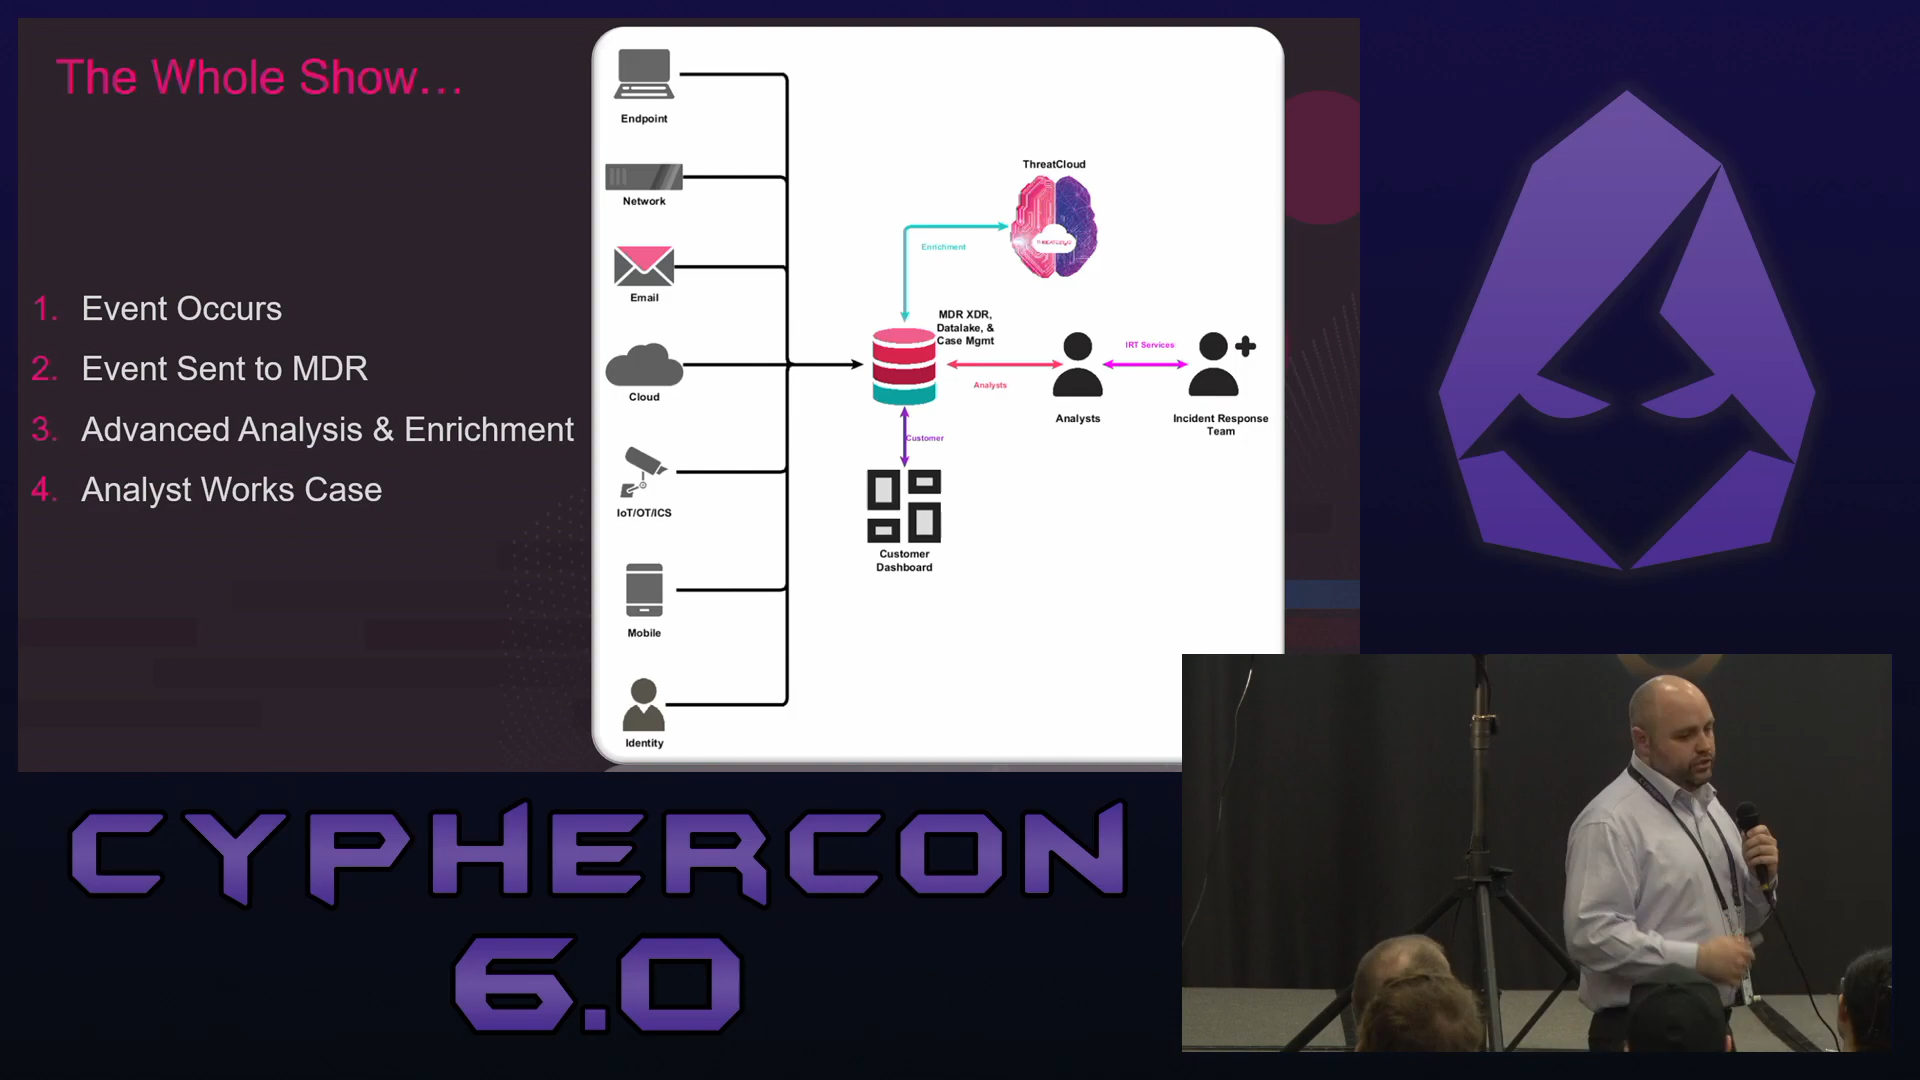 The Whole Show…
1. Event Occurs
2. Event Sent to MDR
3. Advanced Analysis & Enrichment
4. Analyst Works Case
Endpoint
Network
Email
Cloud
IoT/OT/ICS
Mobile
Identity
ThreatCloud
THREATCLOUD
Enrichment
MDR XDR,
Datalake, &
Case Mgmt
Analysts
Analysts
IRT Services
Incident Response
Team
Customer
Customer
Dashboard
CYPHERCON
6.0